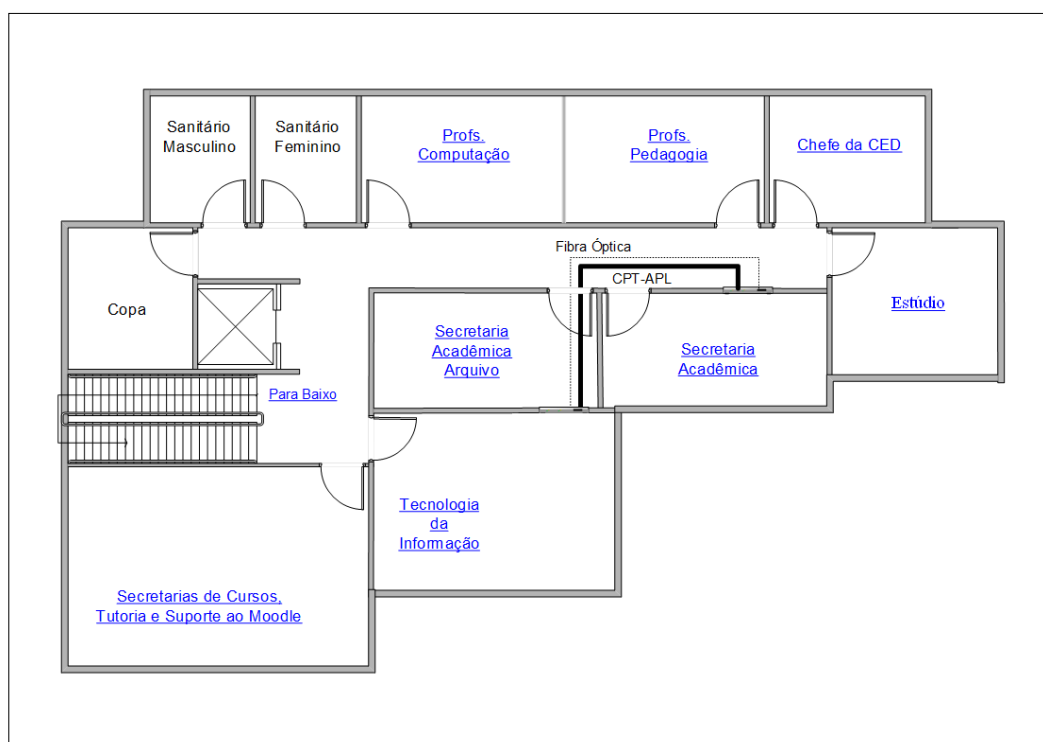 Sanitário
Masculino
Sanitário
Feminino
Profs.
Computação
Profs.
Pedagogia
Chefe da CED
Fibra Óptica
CPT-APL
Copa
Estúdio
Secretaria
Acadêmica
Arquivo
Secretaria
Acadêmica
Para Baixo
Tecnologia
da
Informação
Secretarias de Cursos,
Tutoria e Suporte ao Moodle